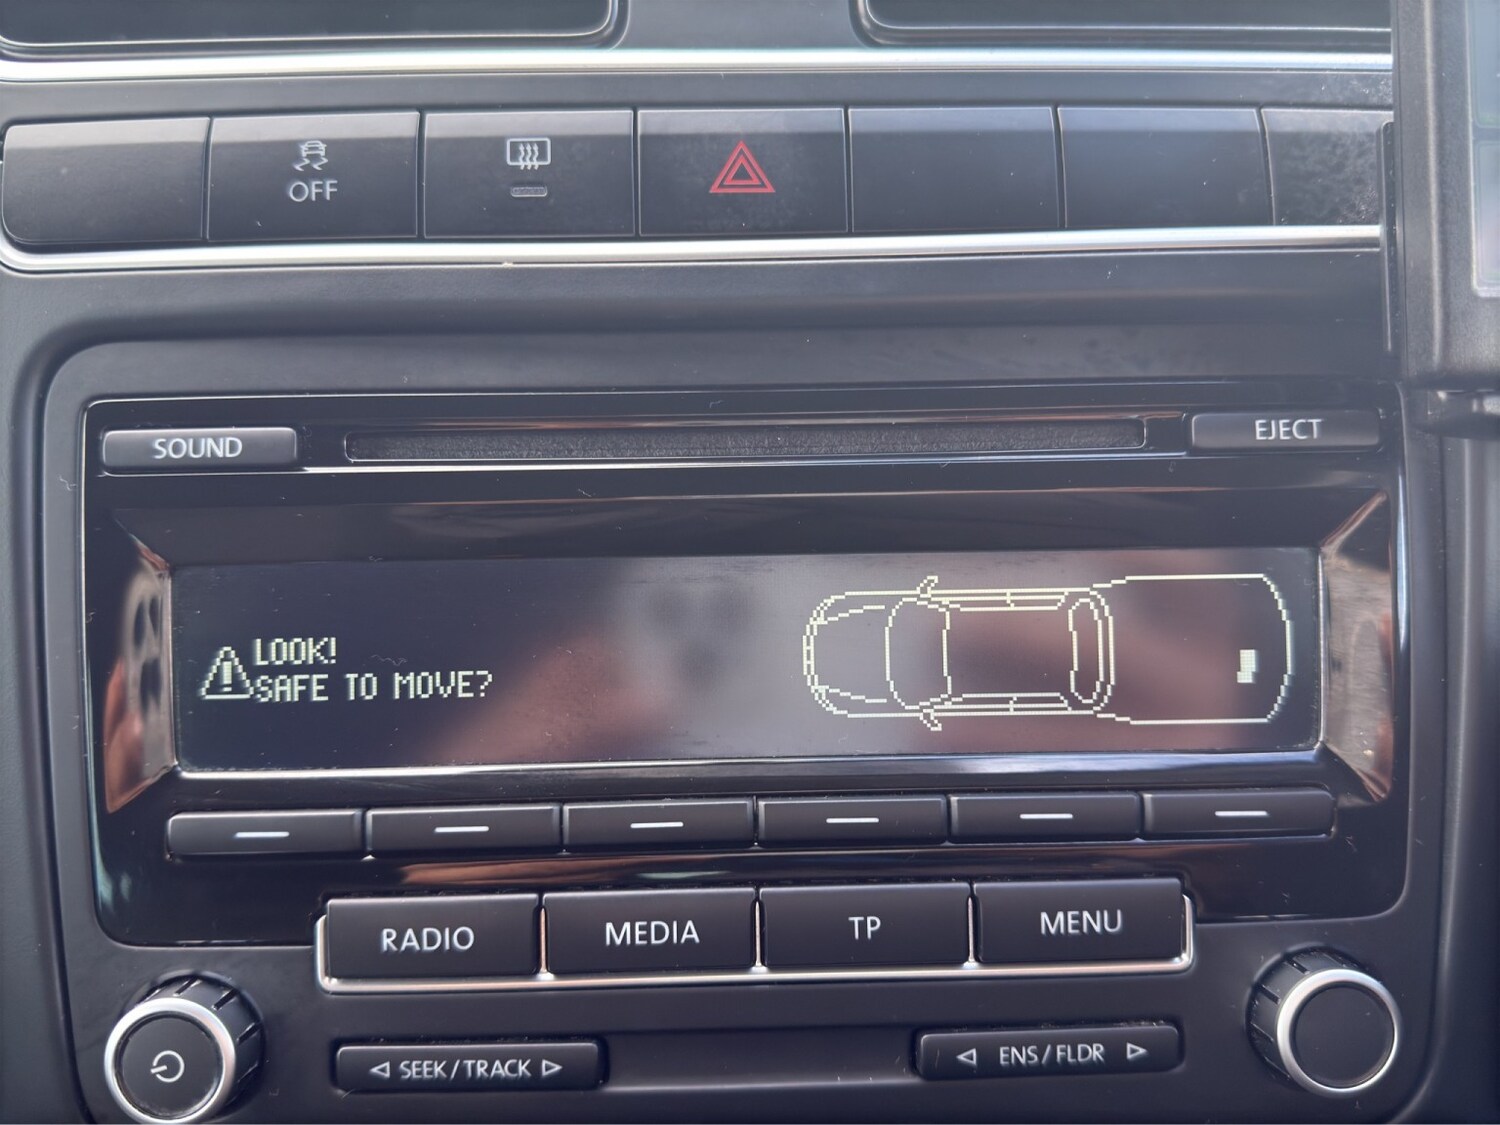 OFF
SOUND
EJECT
LOOK!
SAFE TO MOVE?
RADIO
MEDIA
TP
MENU
SEEK/TRACK
ENS/FLDR